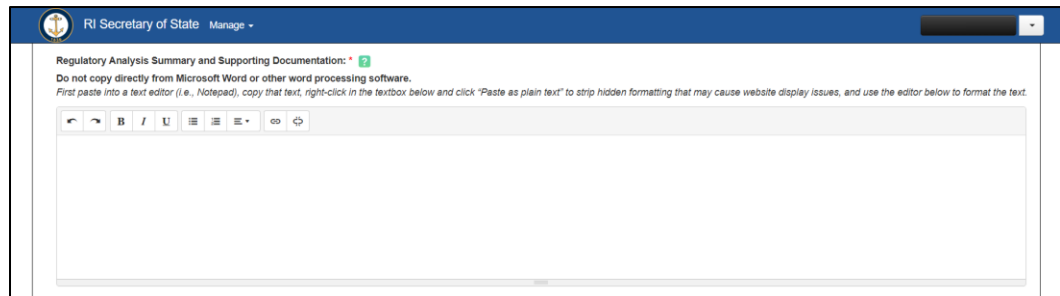 RI Secretary of State Manage
Regulatory Analysis Summary and Supporting Documentation: * ?
Do not copy directly from Microsoft Word or other word processing software.
First paste into a text editor (i.e., Notepad), copy that text, right-click in the textbox below and click “Paste as plain text” to strip hidden formatting that may cause website display issues, and use the editor below to format the text.
B I U